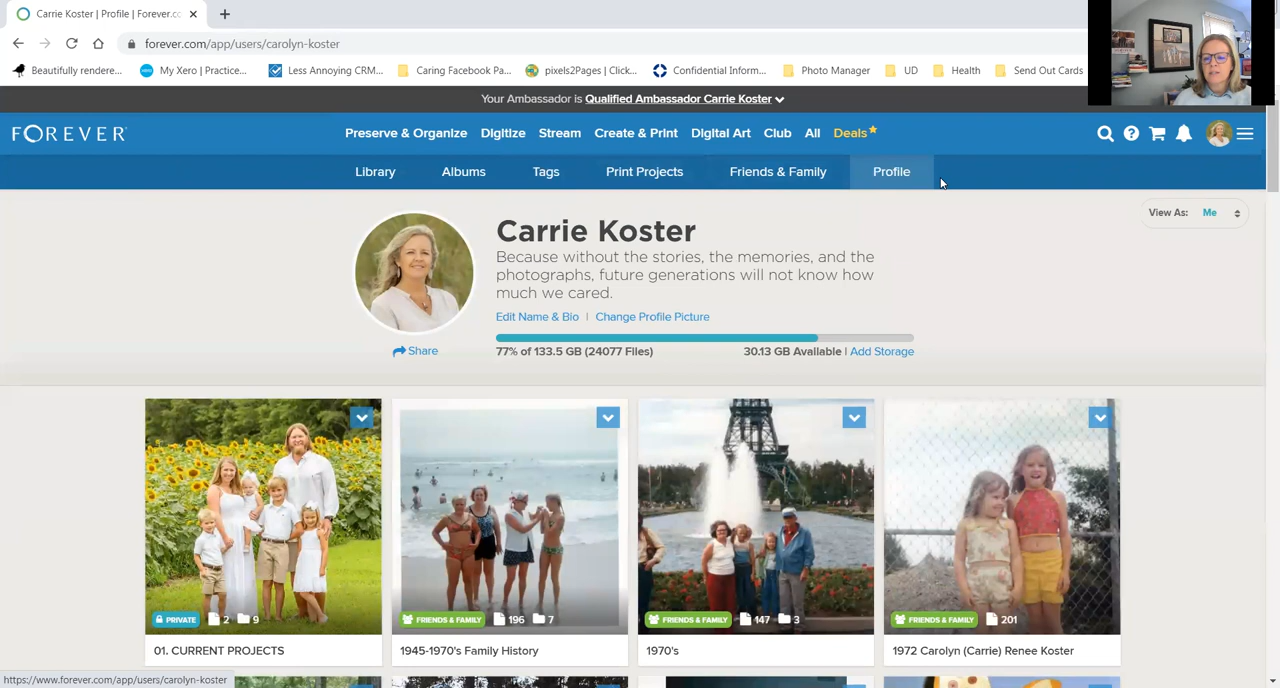 Carrie Koster | Profile | Forever.cc
forever.com/app/users/carolyn-koster
Beautifully rendere... My Xero | Practice... Less Annoying CRM... Caring Facebook Pa... pixels2Pages | Click... Confidential Inform... Photo Manager UD Health Send Out Cards
Your Ambassador is Qualified Ambassador Carrie Koster
FOREVER Preserve & Organize Digitize Stream Create & Print Digital Art Club All Deals
Library Albums Tags Print Projects Friends & Family Profile
View As: Me
Carrie Koster
Because without the stories, the memories, and the
photographs, future generations will not know how
much we cared.
Edit Name & Bio | Change Profile Picture
Share
77% of 133.5 GB (24077 Files) 30.13 GB Available | Add Storage
PRIVATE 2 9
FRIENDS & FAMILY 196 7
FRIENDS & FAMILY 147 3
FRIENDS & FAMILY 201
01. CURRENT PROJECTS
1945-1970's Family History
1970's
1972 Carolyn (Carrie) Renee Koster
https://www.forever.com/app/users/carolyn-koster